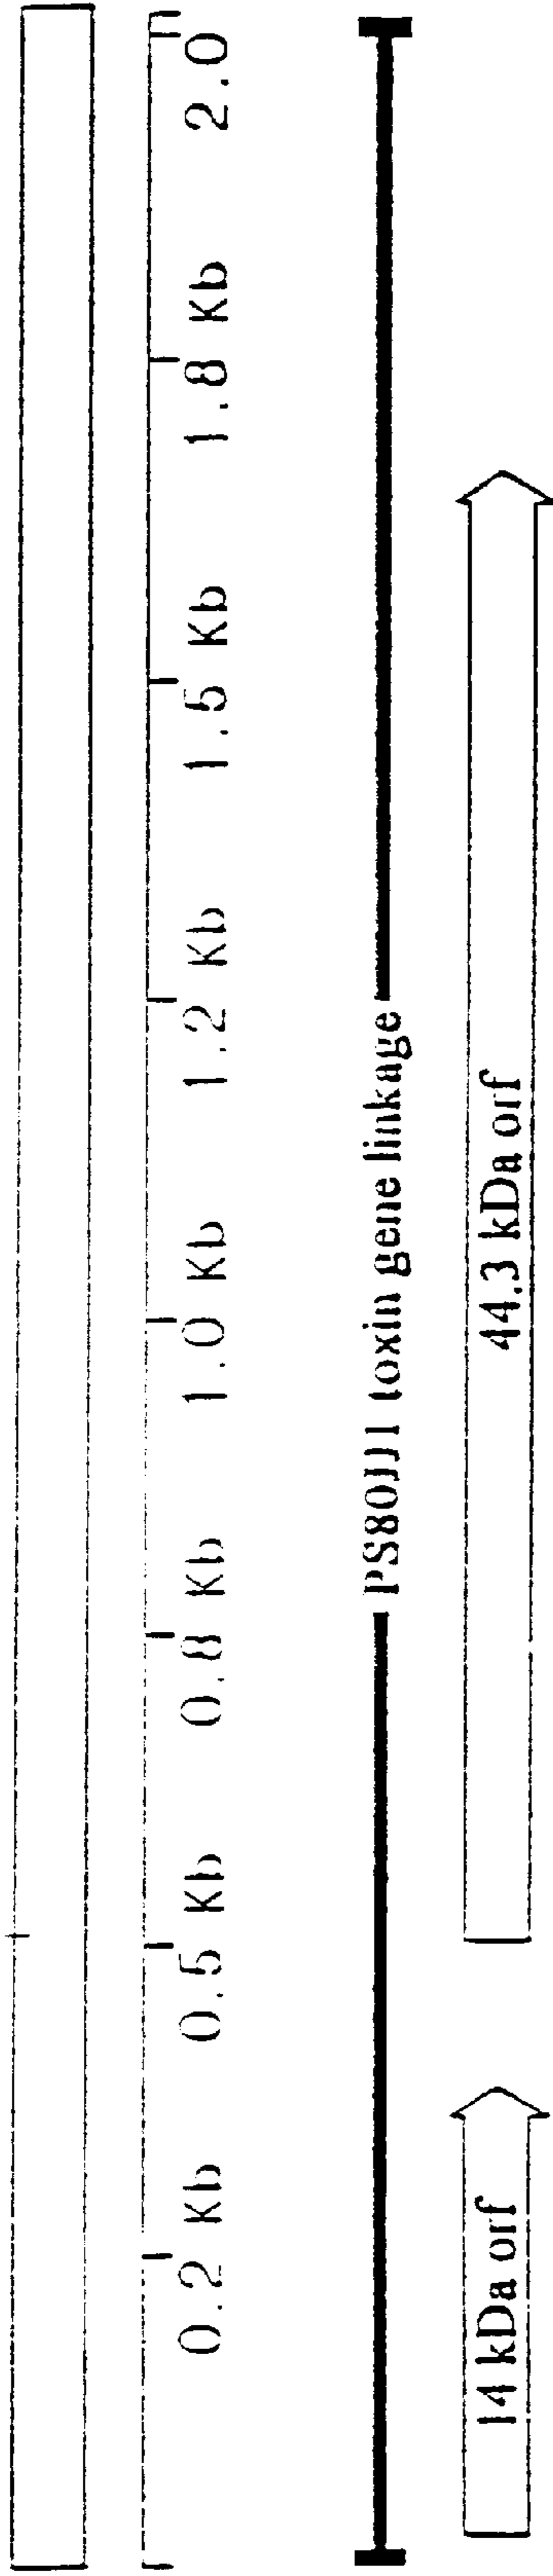 0.2 Kb 0.5 Kb 0.8 Kb 1.0 Kb 1.2 Kb 1.5 Kb 1.8 Kb 2.0
PS80JJ1 toxin gene linkage
14 kDa orf 44.3 kDa orf